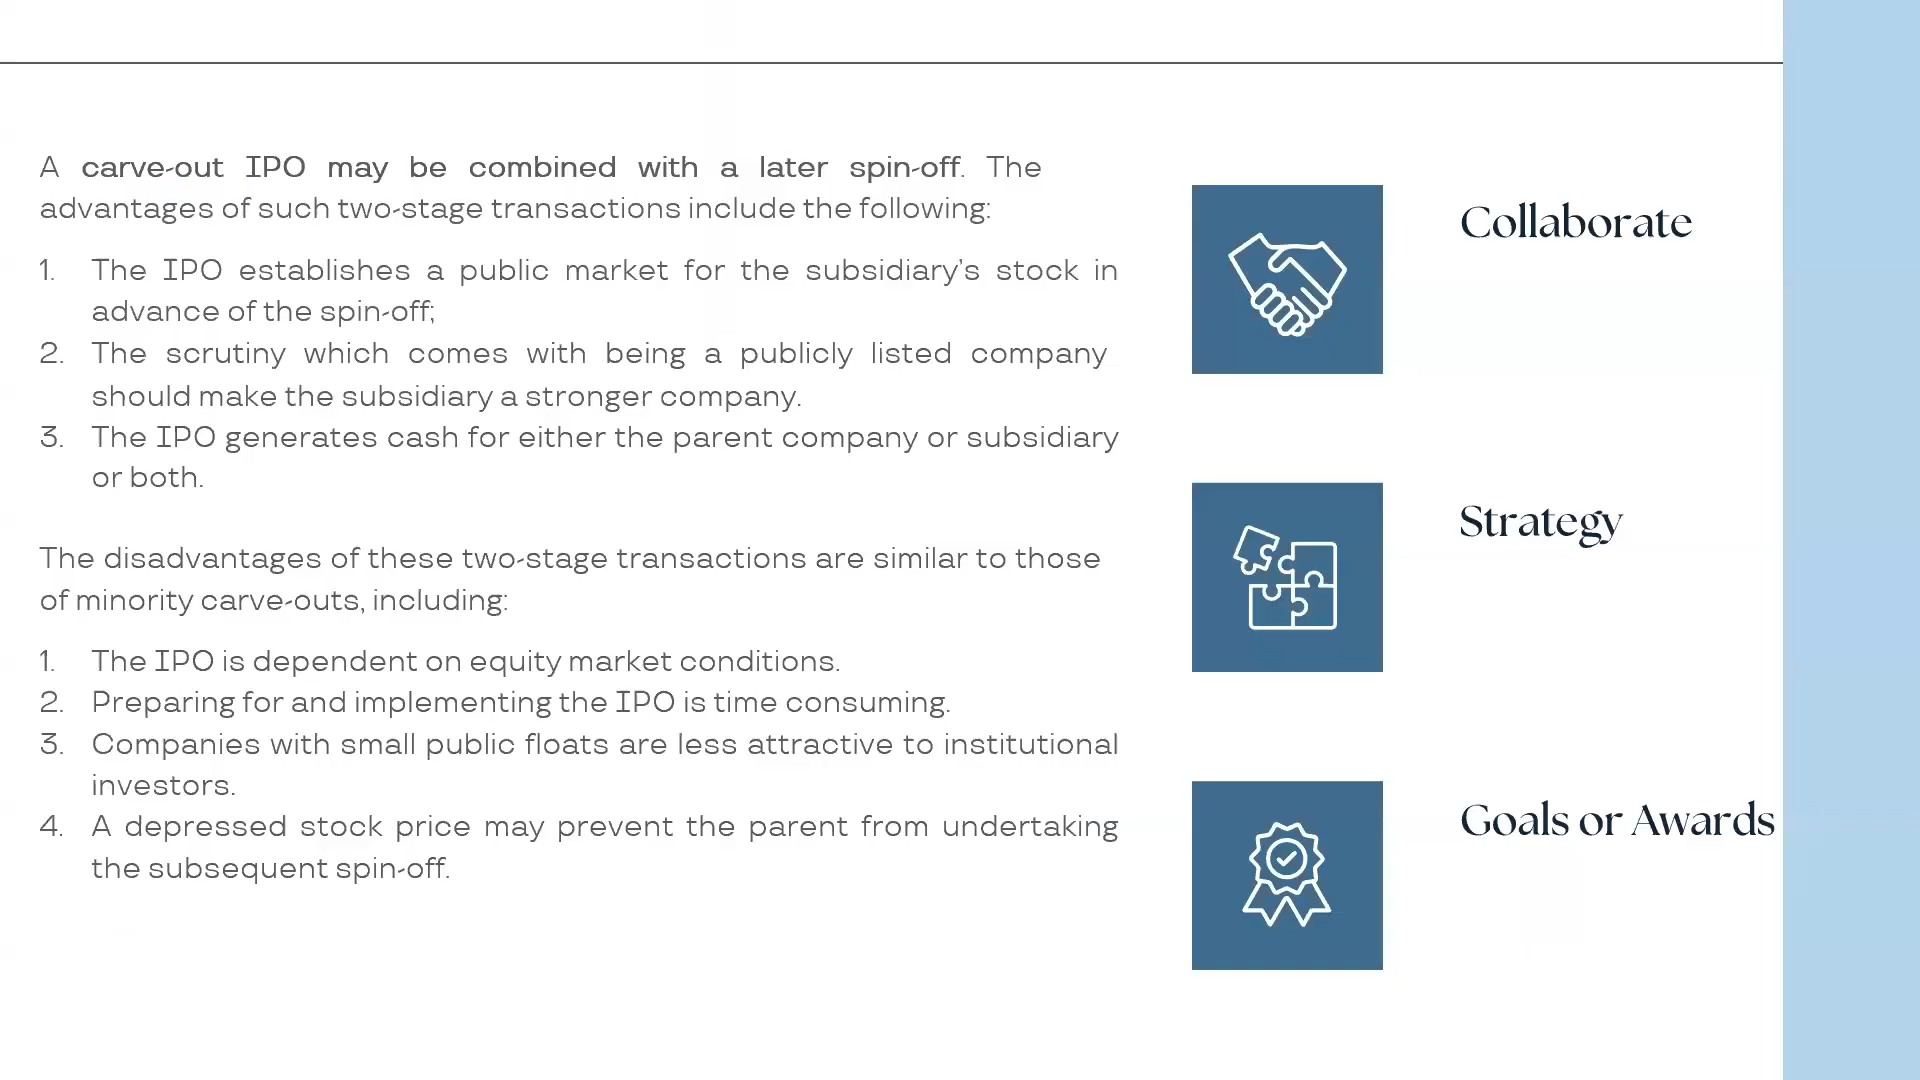 A carve-out IPO may be combined with a later spin-off. The
advantages of such two-stage transactions include the following:
1. The IPO establishes a public market for the subsidiary's stock in
advance of the spin-off;
2. The scrutiny which comes with being a publicly listed company
should make the subsidiary a stronger company.
3. The IPO generates cash for either the parent company or subsidiary
or both.
The disadvantages of these two-stage transactions are similar to those
of minority carve-outs, including:
1. The IPO is dependent on equity market conditions.
2. Preparing for and implementing the IPO is time consuming.
3. Companies with small public floats are less attractive to institutional
investors.
4. A depressed stock price may prevent the parent from undertaking
the subsequent spin-off.
Collaborate
Strategy
Goals or Awards